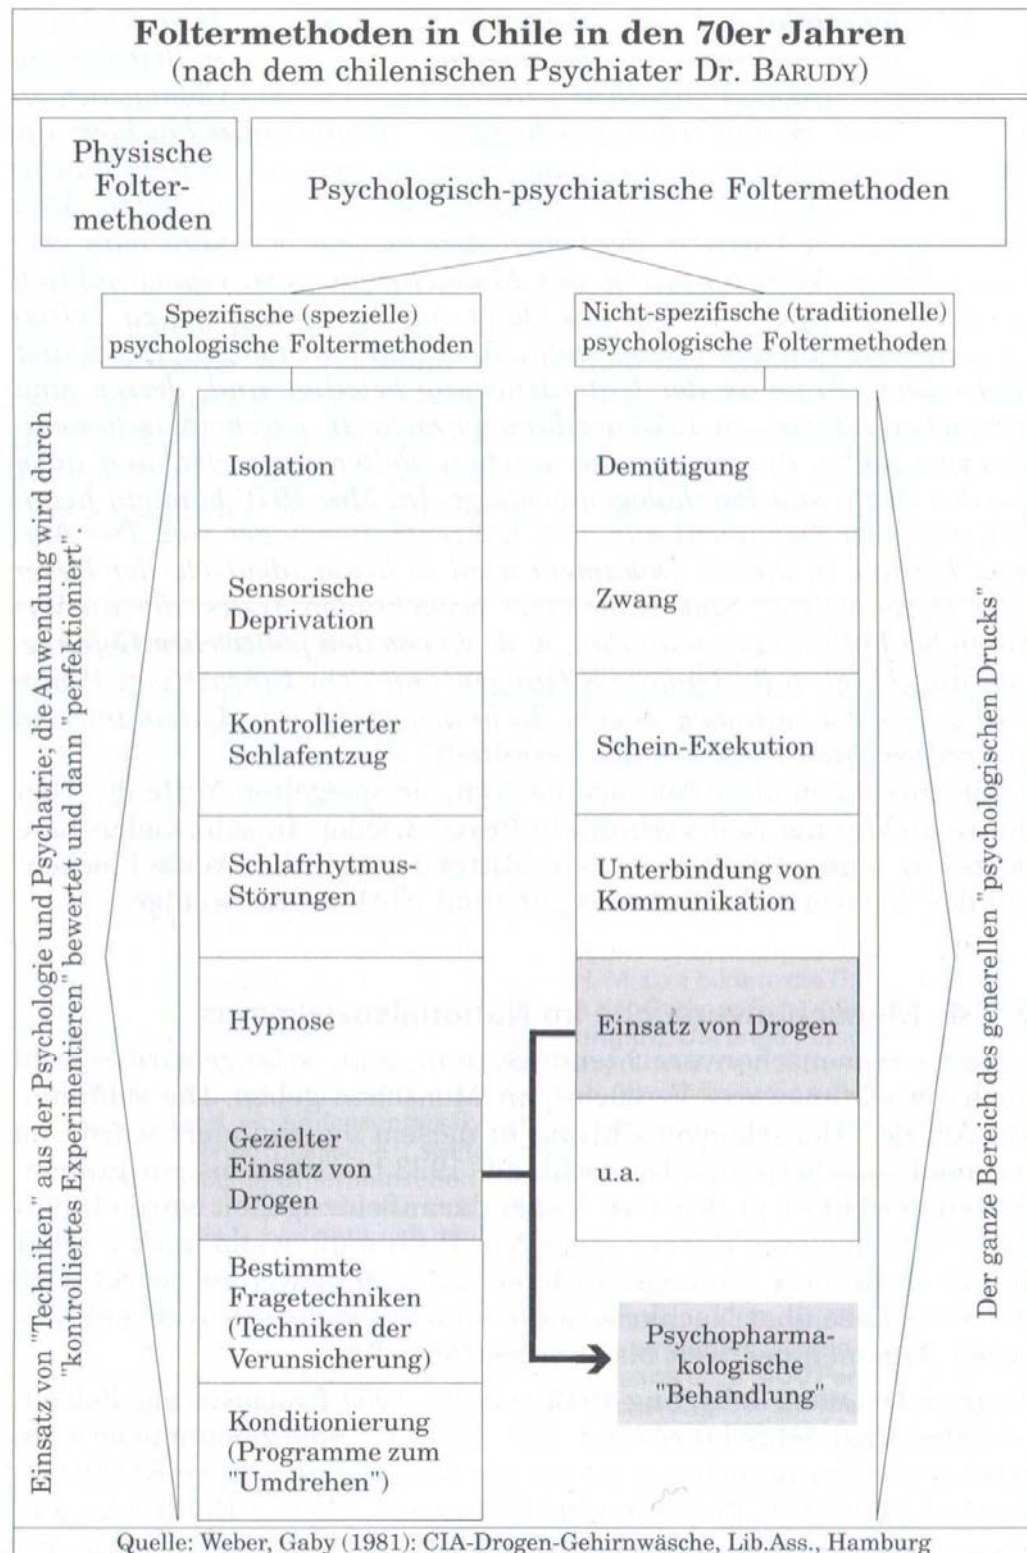 Foltermethoden in Chile in den 70er Jahren
(nach dem chilenischen Psychiater Dr. BARUDY)
Physische
Folter-
methoden
Psychologisch-psychiatrische Foltermethoden
Spezifische (spezielle)
psychologische Foltermethoden
Nicht-spezifische (traditionelle)
psychologische Foltermethoden
Einsatz von "Techniken" aus der Psychologie und Psyhatrie; die Anwendung wird durch
"kontrolliertes Experimentieren" bewertet und dann "perfektioniert"
Isolation
Sensorische
Deprivation
Kontrollierter
Schlafentzug
Schlafrhytmus-
Störungen
Hypnose
Gezielter
Einsatz von
Drogen
Bestimmte
Fragetechniken
(Techniken der
Verunsicherung)
Konditionierung
(Programme zum
"Umdrehen")
Demütigung
Zwang
Schein-Exekution
Unterbindung von
Kommunikation
Einsatz von Drogen
u.a.
Psychopharma-
kologische
"Behandlung"
Der ganze Bereich des generellen psychologischen Drucks"
Quelle: Weber, Gaby (1981): CIA-Drogen-Gehirnwäsche, Lib.Ass., Hamburg